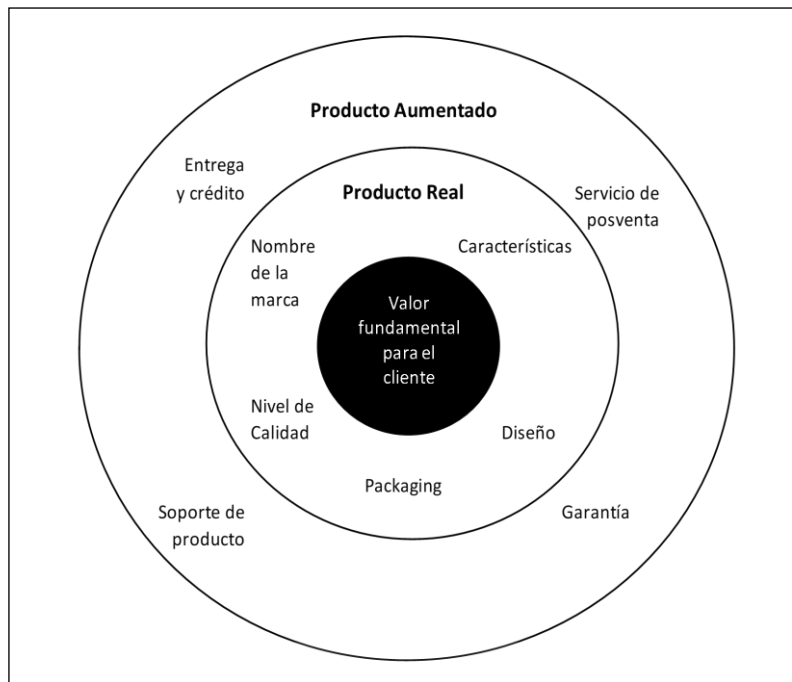 Producto Aumentado
Entrega
y crédito
Servicio de
posventa
Producto Real
Nombre
de la
marca
Características
Valor
fundamental
para el
cliente
Nivel de
Calidad
Diseño
Packaging
Soporte de
producto
Garantía